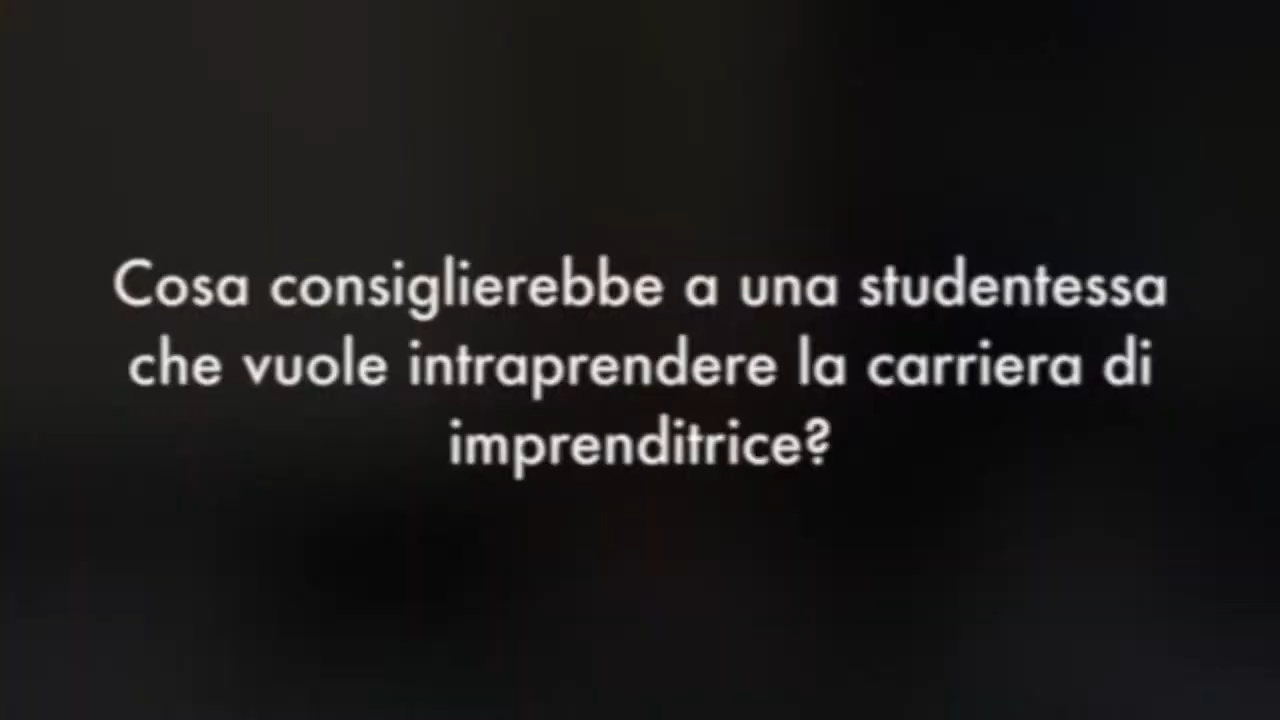 Cosa consiglierebbe a una studentessa
che vuole intraprendere la carriera di
imprenditrice?